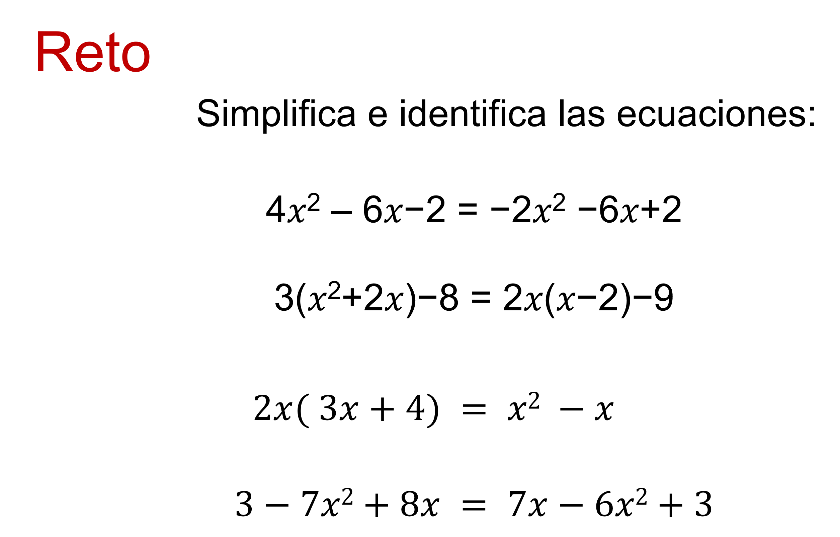 Reto
Simplifica e identifica las ecuaciones:
4x² – 6x−2 = −2x² −6x+2
3(x²+2x)−8 = 2x(x−2)−9
2x( 3x + 4) = x² − x
3 − 7x² + 8x = 7x − 6x² + 3